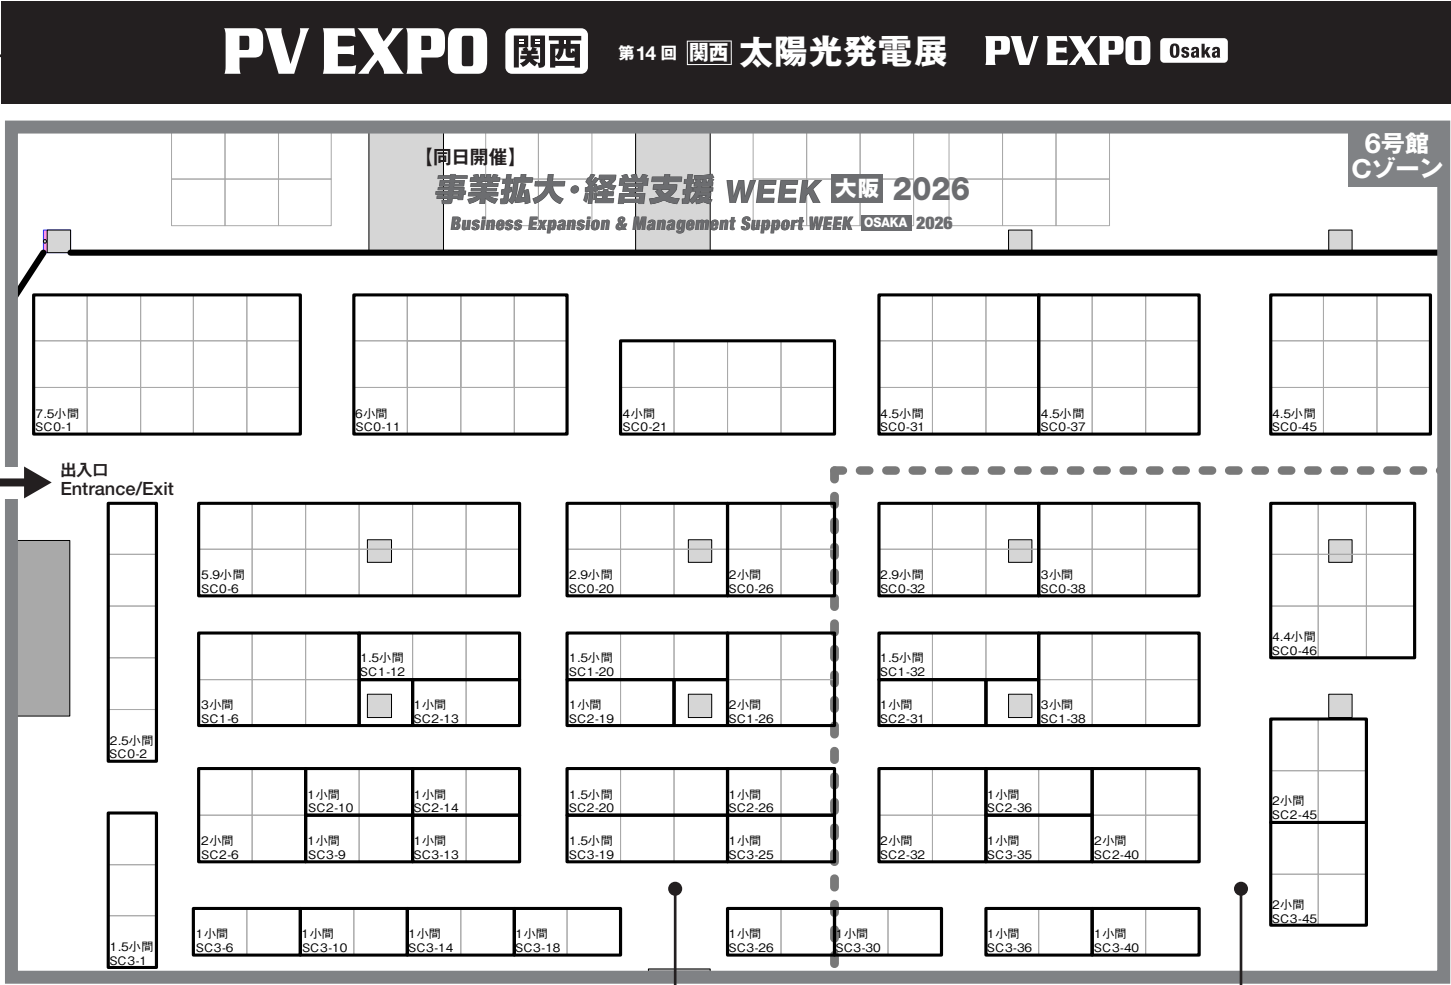 PV EXPO 関西 第14回 関西 太陽光発電展 PV EXPO Osaka
6号館
Cゾーン
【同日開催】
事業拡大・経営支援 WEEK 大阪 2026
Business Expansion & Management Support WEEK OSAKA 2026
7.5小間
SC0-1
6小間
SC0-11
4小間
SC0-21
4.5小間
SC0-31
4.5小間
SC0-37
4.5小間
SC0-45
出入口
Entrance/Exit
5.9小間
SC0-6
2.9小間
SC0-20
2小間
SC0-26
2.9小間
SC0-32
3小間
SC0-38
4.4小間
SC0-46
1.5小間
SC1-12
1.5小間
SC1-20
1.5小間
SC1-32
3小間
SC1-6
1小間
SC2-13
1小間
SC2-19
2小間
SC1-26
1小間
SC2-31
3小間
SC1-38
2.5小間
SC0-2
1小間
SC2-10
1小間
SC2-14
1.5小間
SC2-20
1小間
SC2-26
1小間
SC2-36
2小間
SC2-45
2小間
SC2-6
1小間
SC3-9
1小間
SC3-13
1.5小間
SC3-19
1小間
SC3-25
2小間
SC2-32
1小間
SC3-35
2小間
SC2-40
2小間
SC3-45
1.5小間
SC3-1
1小間
SC3-6
1小間
SC3-10
1小間
SC3-14
1小間
SC3-18
1小間
SC3-26
1小間
SC3-30
1小間
SC3-36
1小間
SC3-40